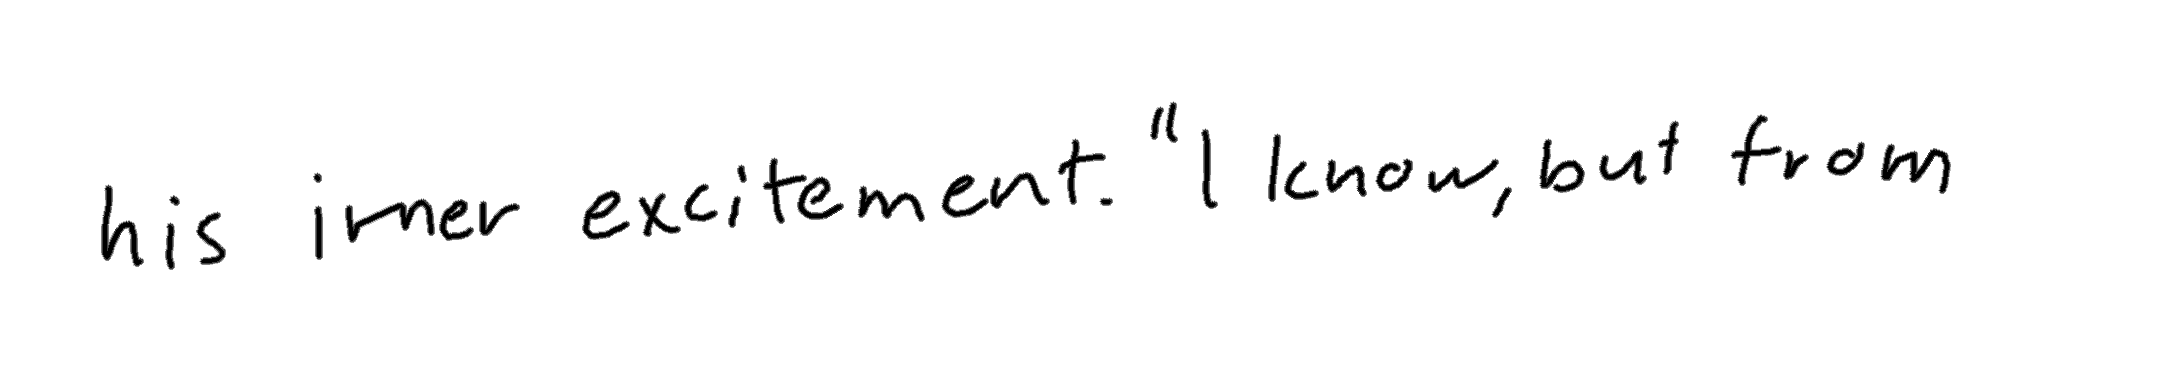 his inner excitement. "I know, but from